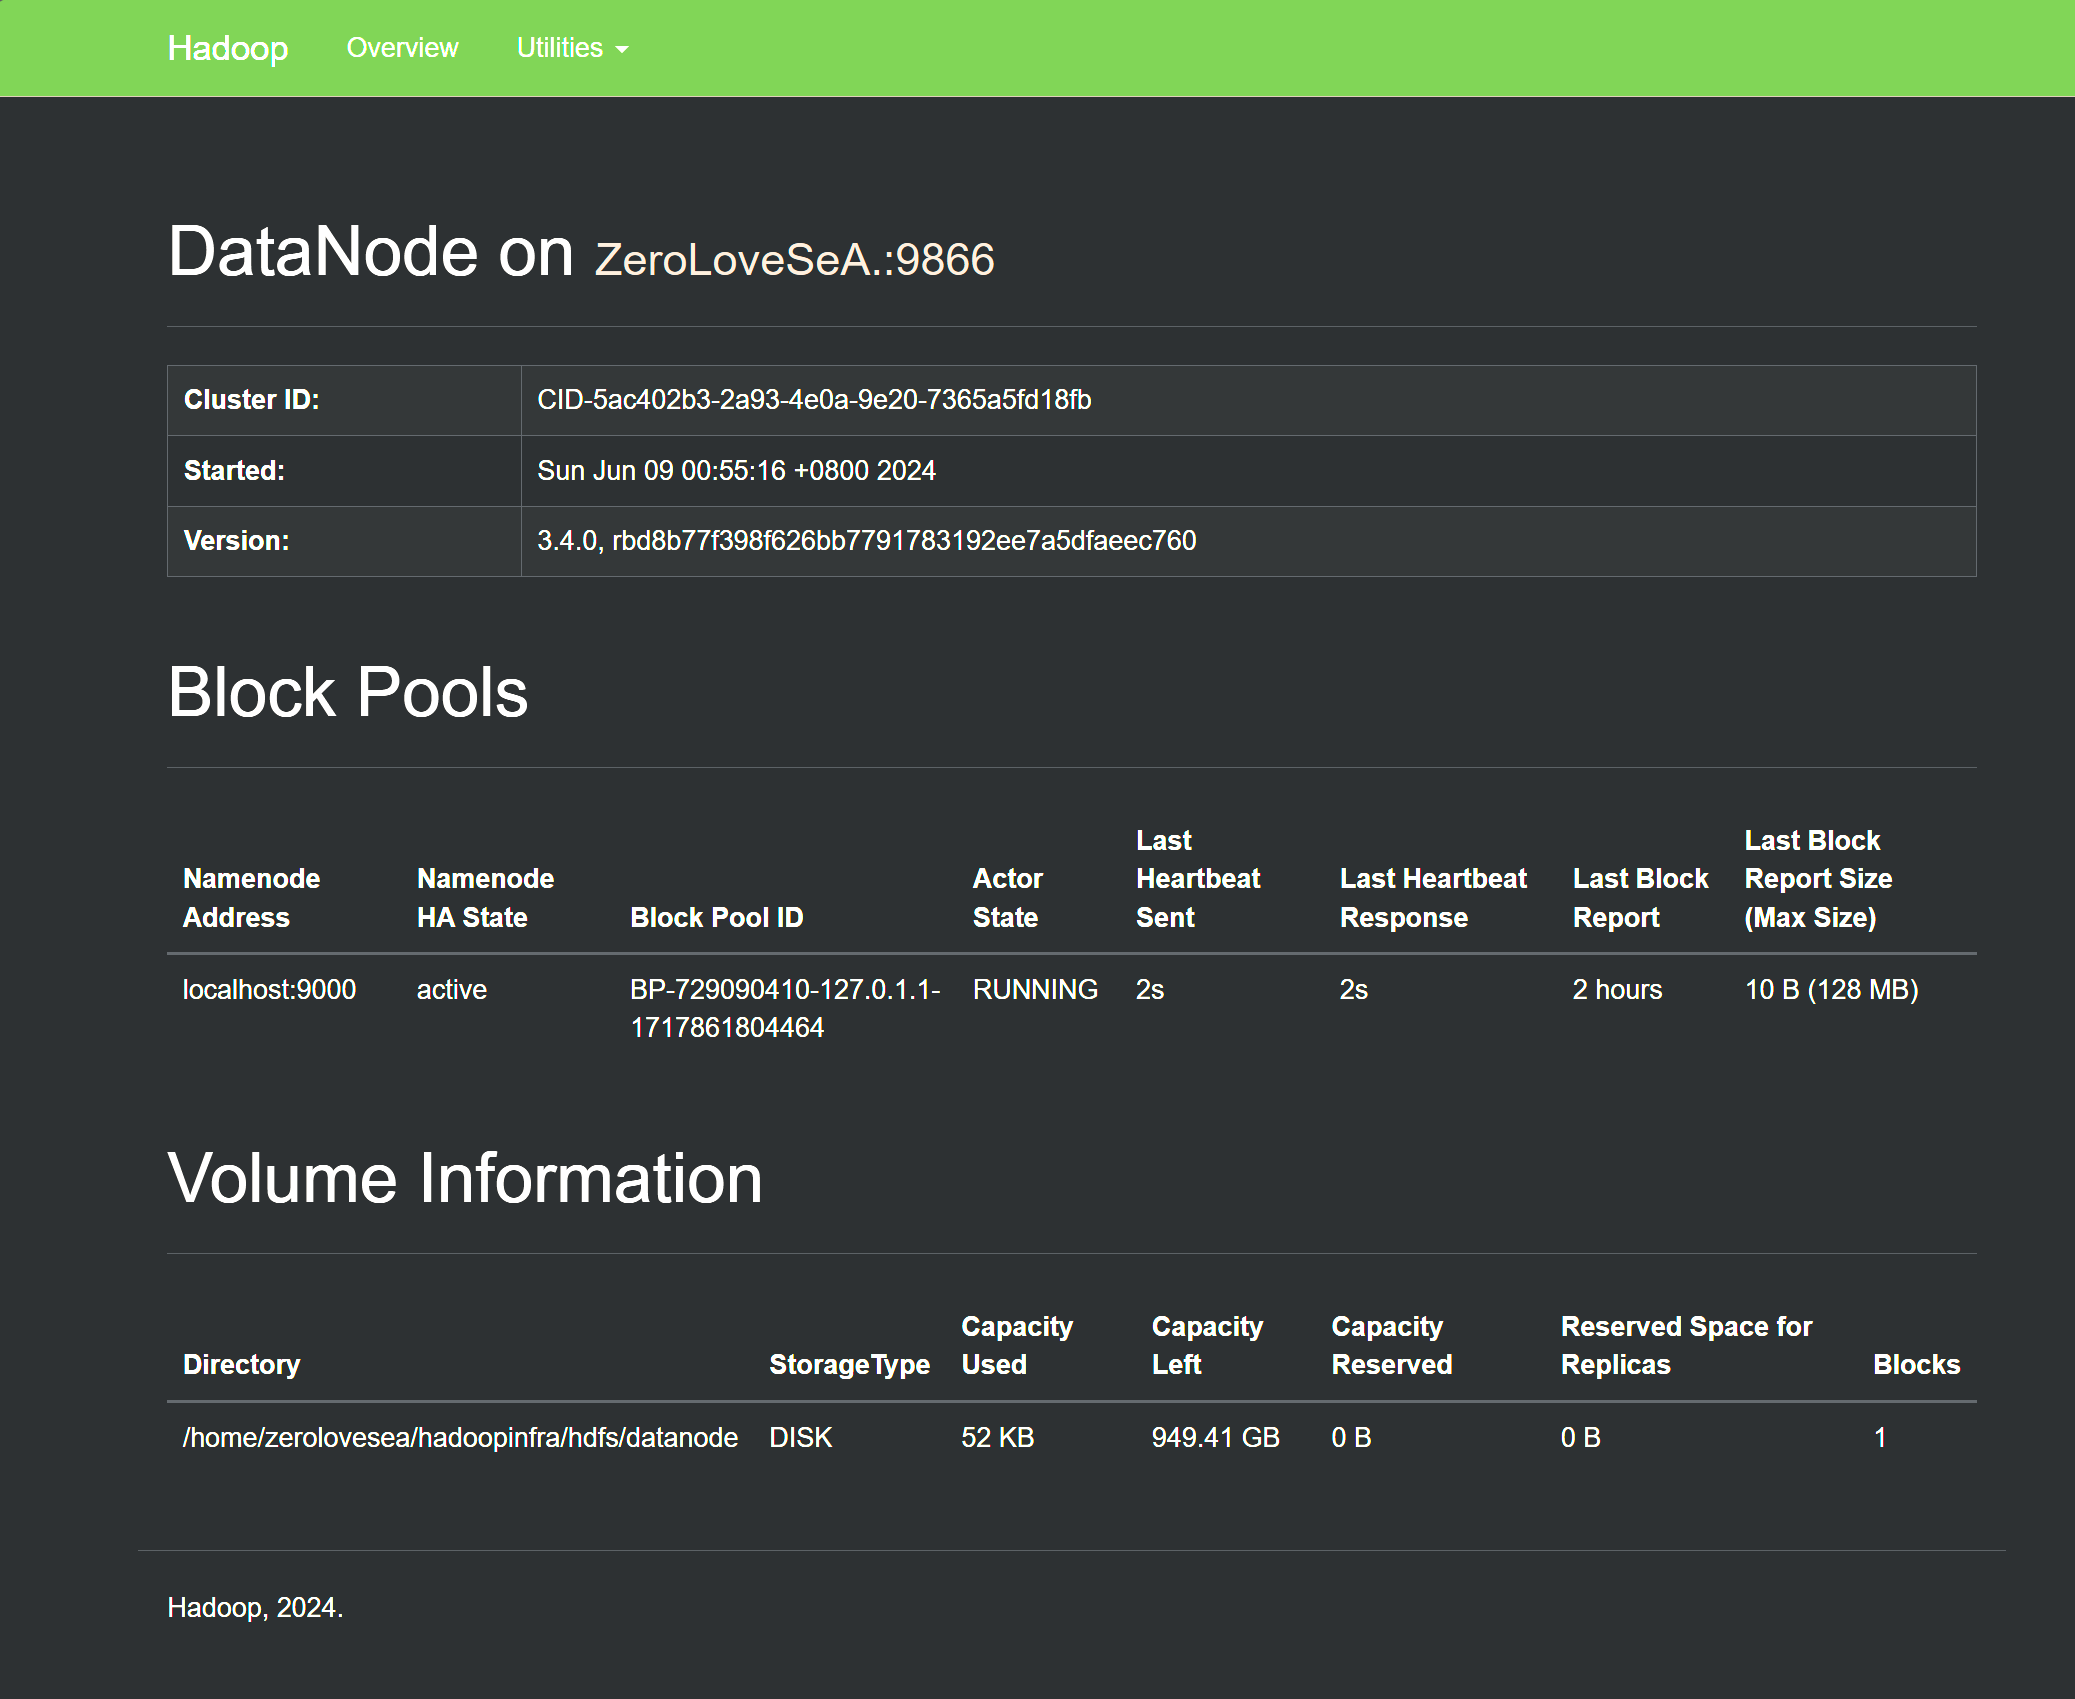 Hadoop Overview Utilities
DataNode on ZeroLoveSeA.:9866
Cluster ID: CID-5ac402b3-2a93-4e0a-9e20-7365a5fd18fb
Started: Sun Jun 09 00:55:16 +0800 2024
Version: 3.4.0, rbd8b77f398f626bb7791783192ee7a5dfaeec760
Block Pools
Namenode Address Namenode HA State Block Pool ID Actor State Last Heartbeat Sent Last Heartbeat Response Last Block Report Last Block Report Size (Max Size)
localhost:9000 active BP-729090410-127.0.1.1-1717861804464 RUNNING 2s 2s 2 hours 10 B (128 MB)
Volume Information
Directory StorageType Capacity Used Capacity Left Capacity Reserved Reserved Space for Replicas Blocks
/home/zerolovesea/hadoopinfra/hdfs/datanode DISK 52 KB 949.41 GB 0 B 0 B 1
Hadoop, 2024.